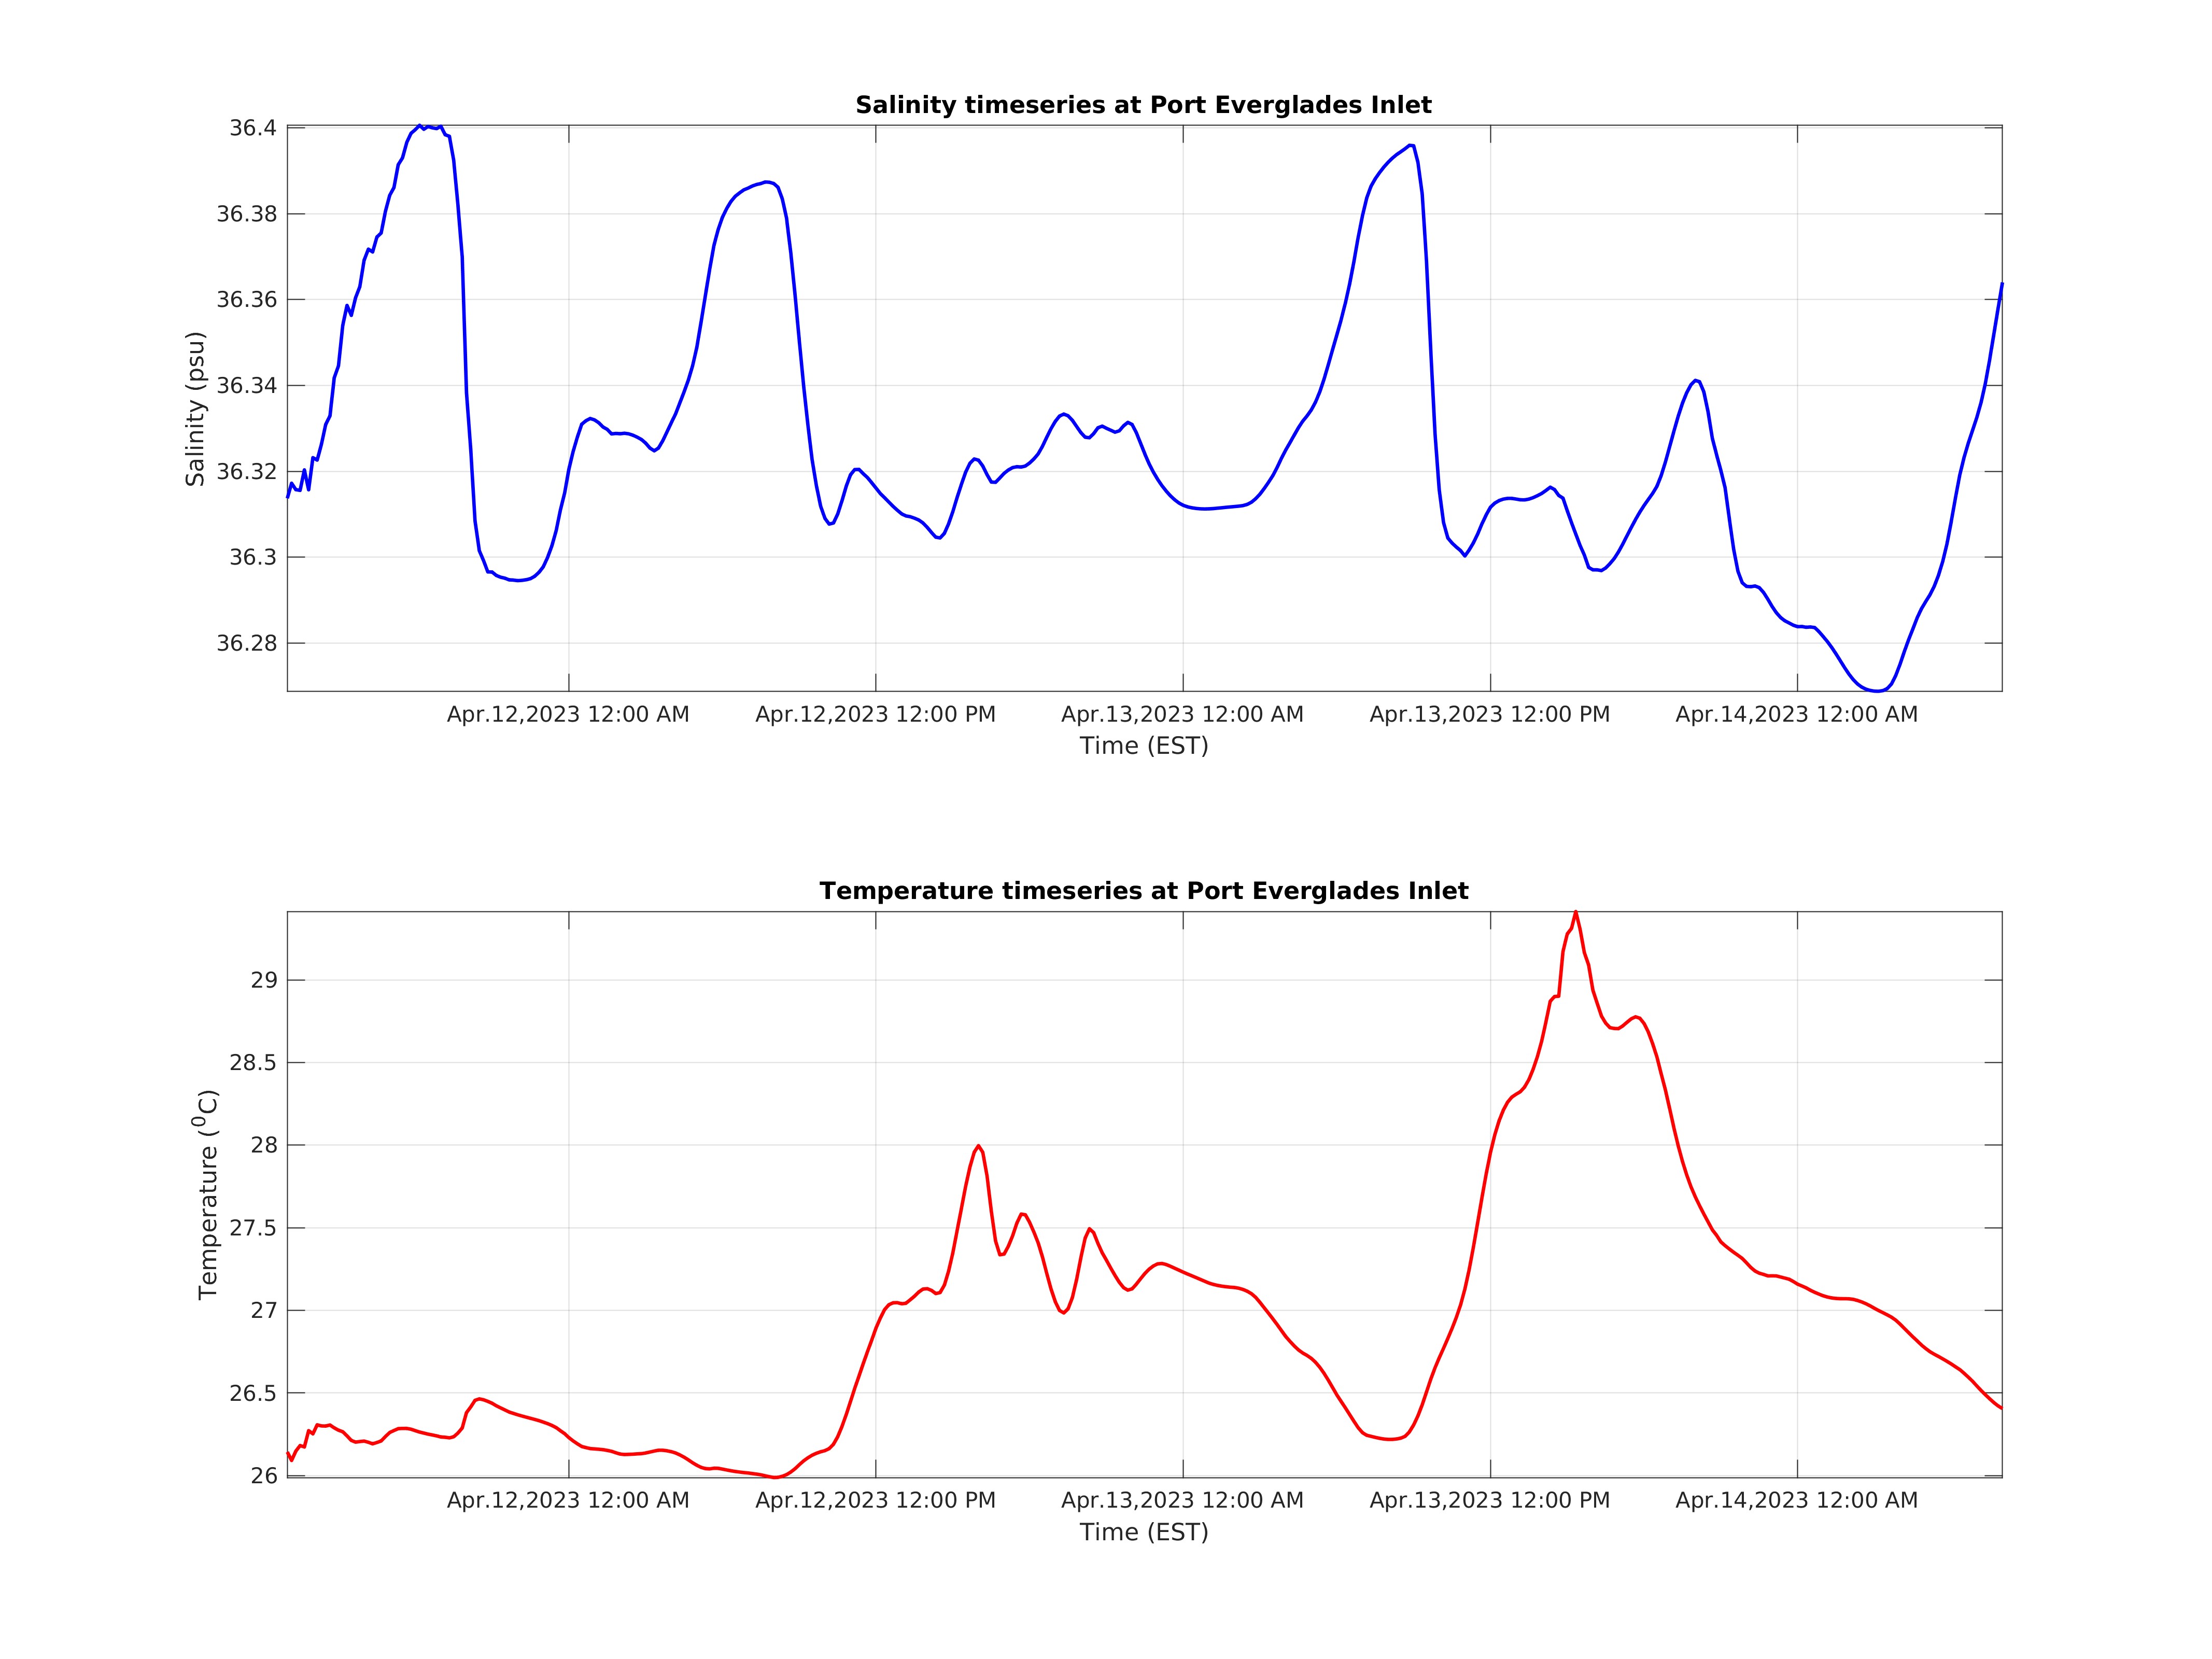 Salinity timeseries at Port Everglades Inlet
36.4
36.38
36.36
36.34
36.32
36.3
36.28
Salinity (psu)
Apr.12,2023 12:00 AM Apr.12,2023 12:00 PM Apr.13,2023 12:00 AM Apr.13,2023 12:00 PM Apr.14,2023 12:00 AM
Time (EST)
Temperature timeseries at Port Everglades Inlet
29
28.5
28
27.5
27
26.5
26
Temperature (⁰C)
Apr.12,2023 12:00 AM Apr.12,2023 12:00 PM Apr.13,2023 12:00 AM Apr.13,2023 12:00 PM Apr.14,2023 12:00 AM
Time (EST)